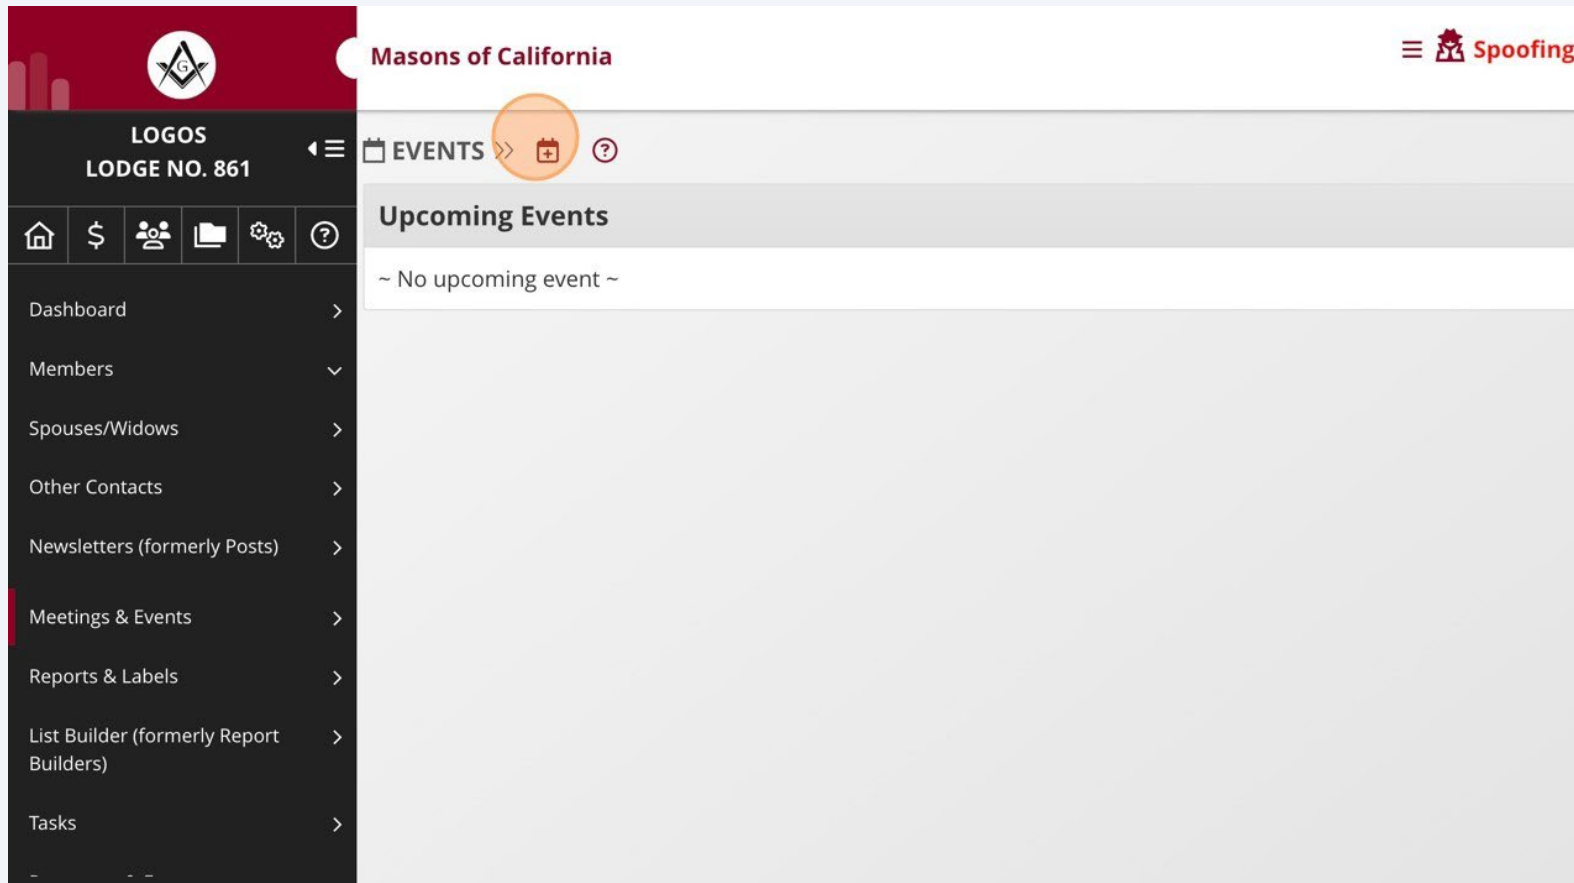 Masons of California
Spoofing
LOGOS
LODGE NO. 861
EVENTS
Upcoming Events
~ No upcoming event ~
Dashboard
Members
Spouses/Widows
Other Contacts
Newsletters (formerly Posts)
Meetings & Events
Reports & Labels
List Builder (formerly Report
Builders)
Tasks